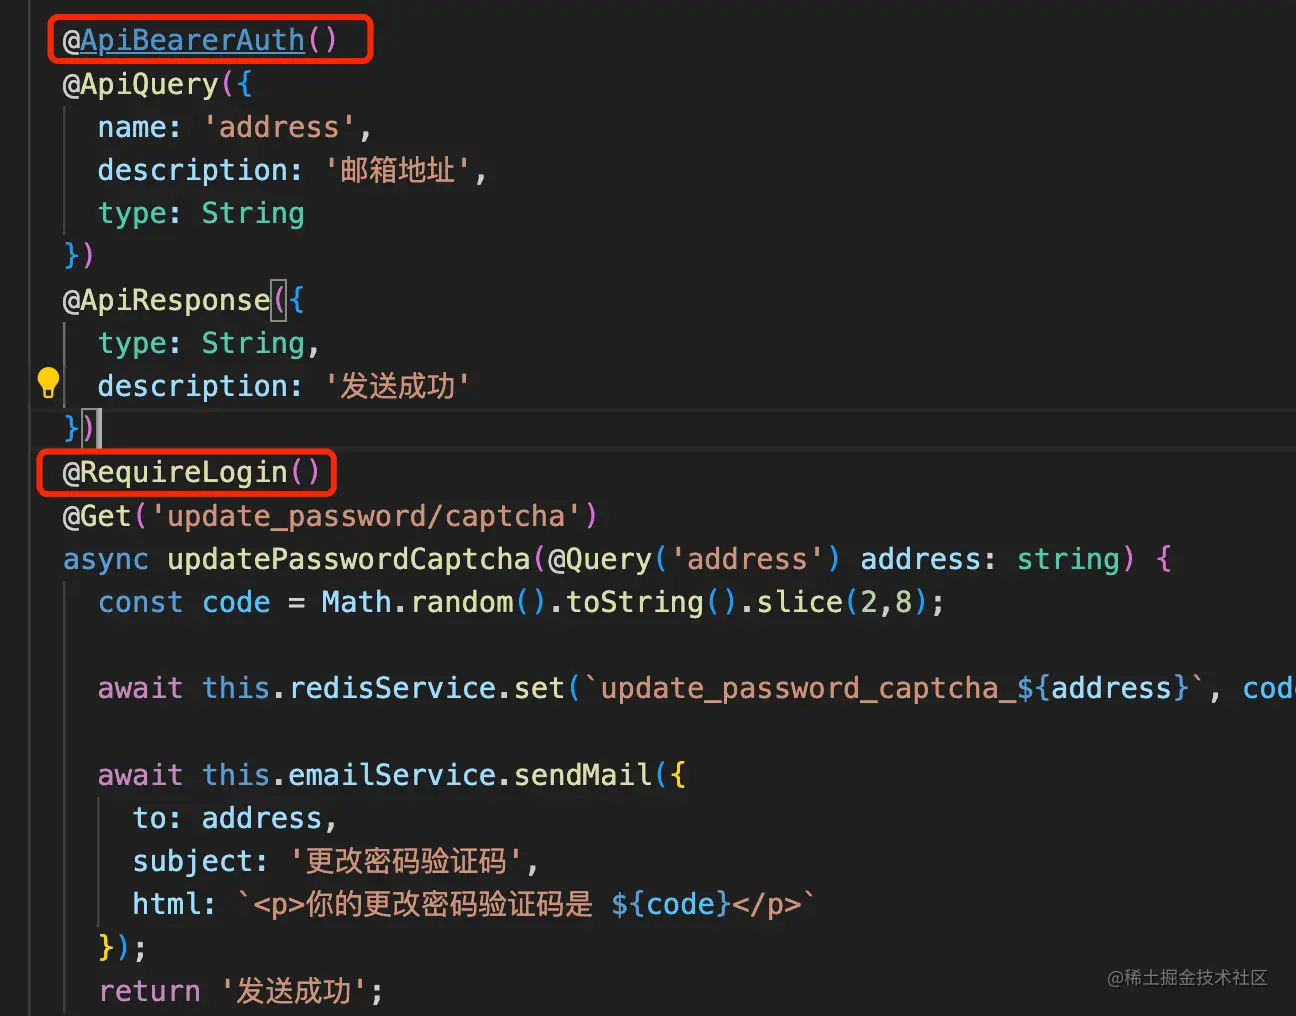 @ApiBearerAuth()
@ApiQuery({
name: 'address',
description: '邮箱地址',
type: String
})
@ApiResponse({
type: String,
description: '发送成功'
})
@RequireLogin()
@Get('update_password/captcha')
async updatePasswordCaptcha(@Query('address') address: string) {
const code = Math.random().toString().slice(2,8);
await this.redisService.set(`update_password_captcha_${address}`, cod
await this.emailService.sendMail({
to: address,
subject: '更改密码验证码',
html: `<p>你的更改密码验证码是 ${code}</p>`
});
return '发送成功';
@稀土掘金技术社区